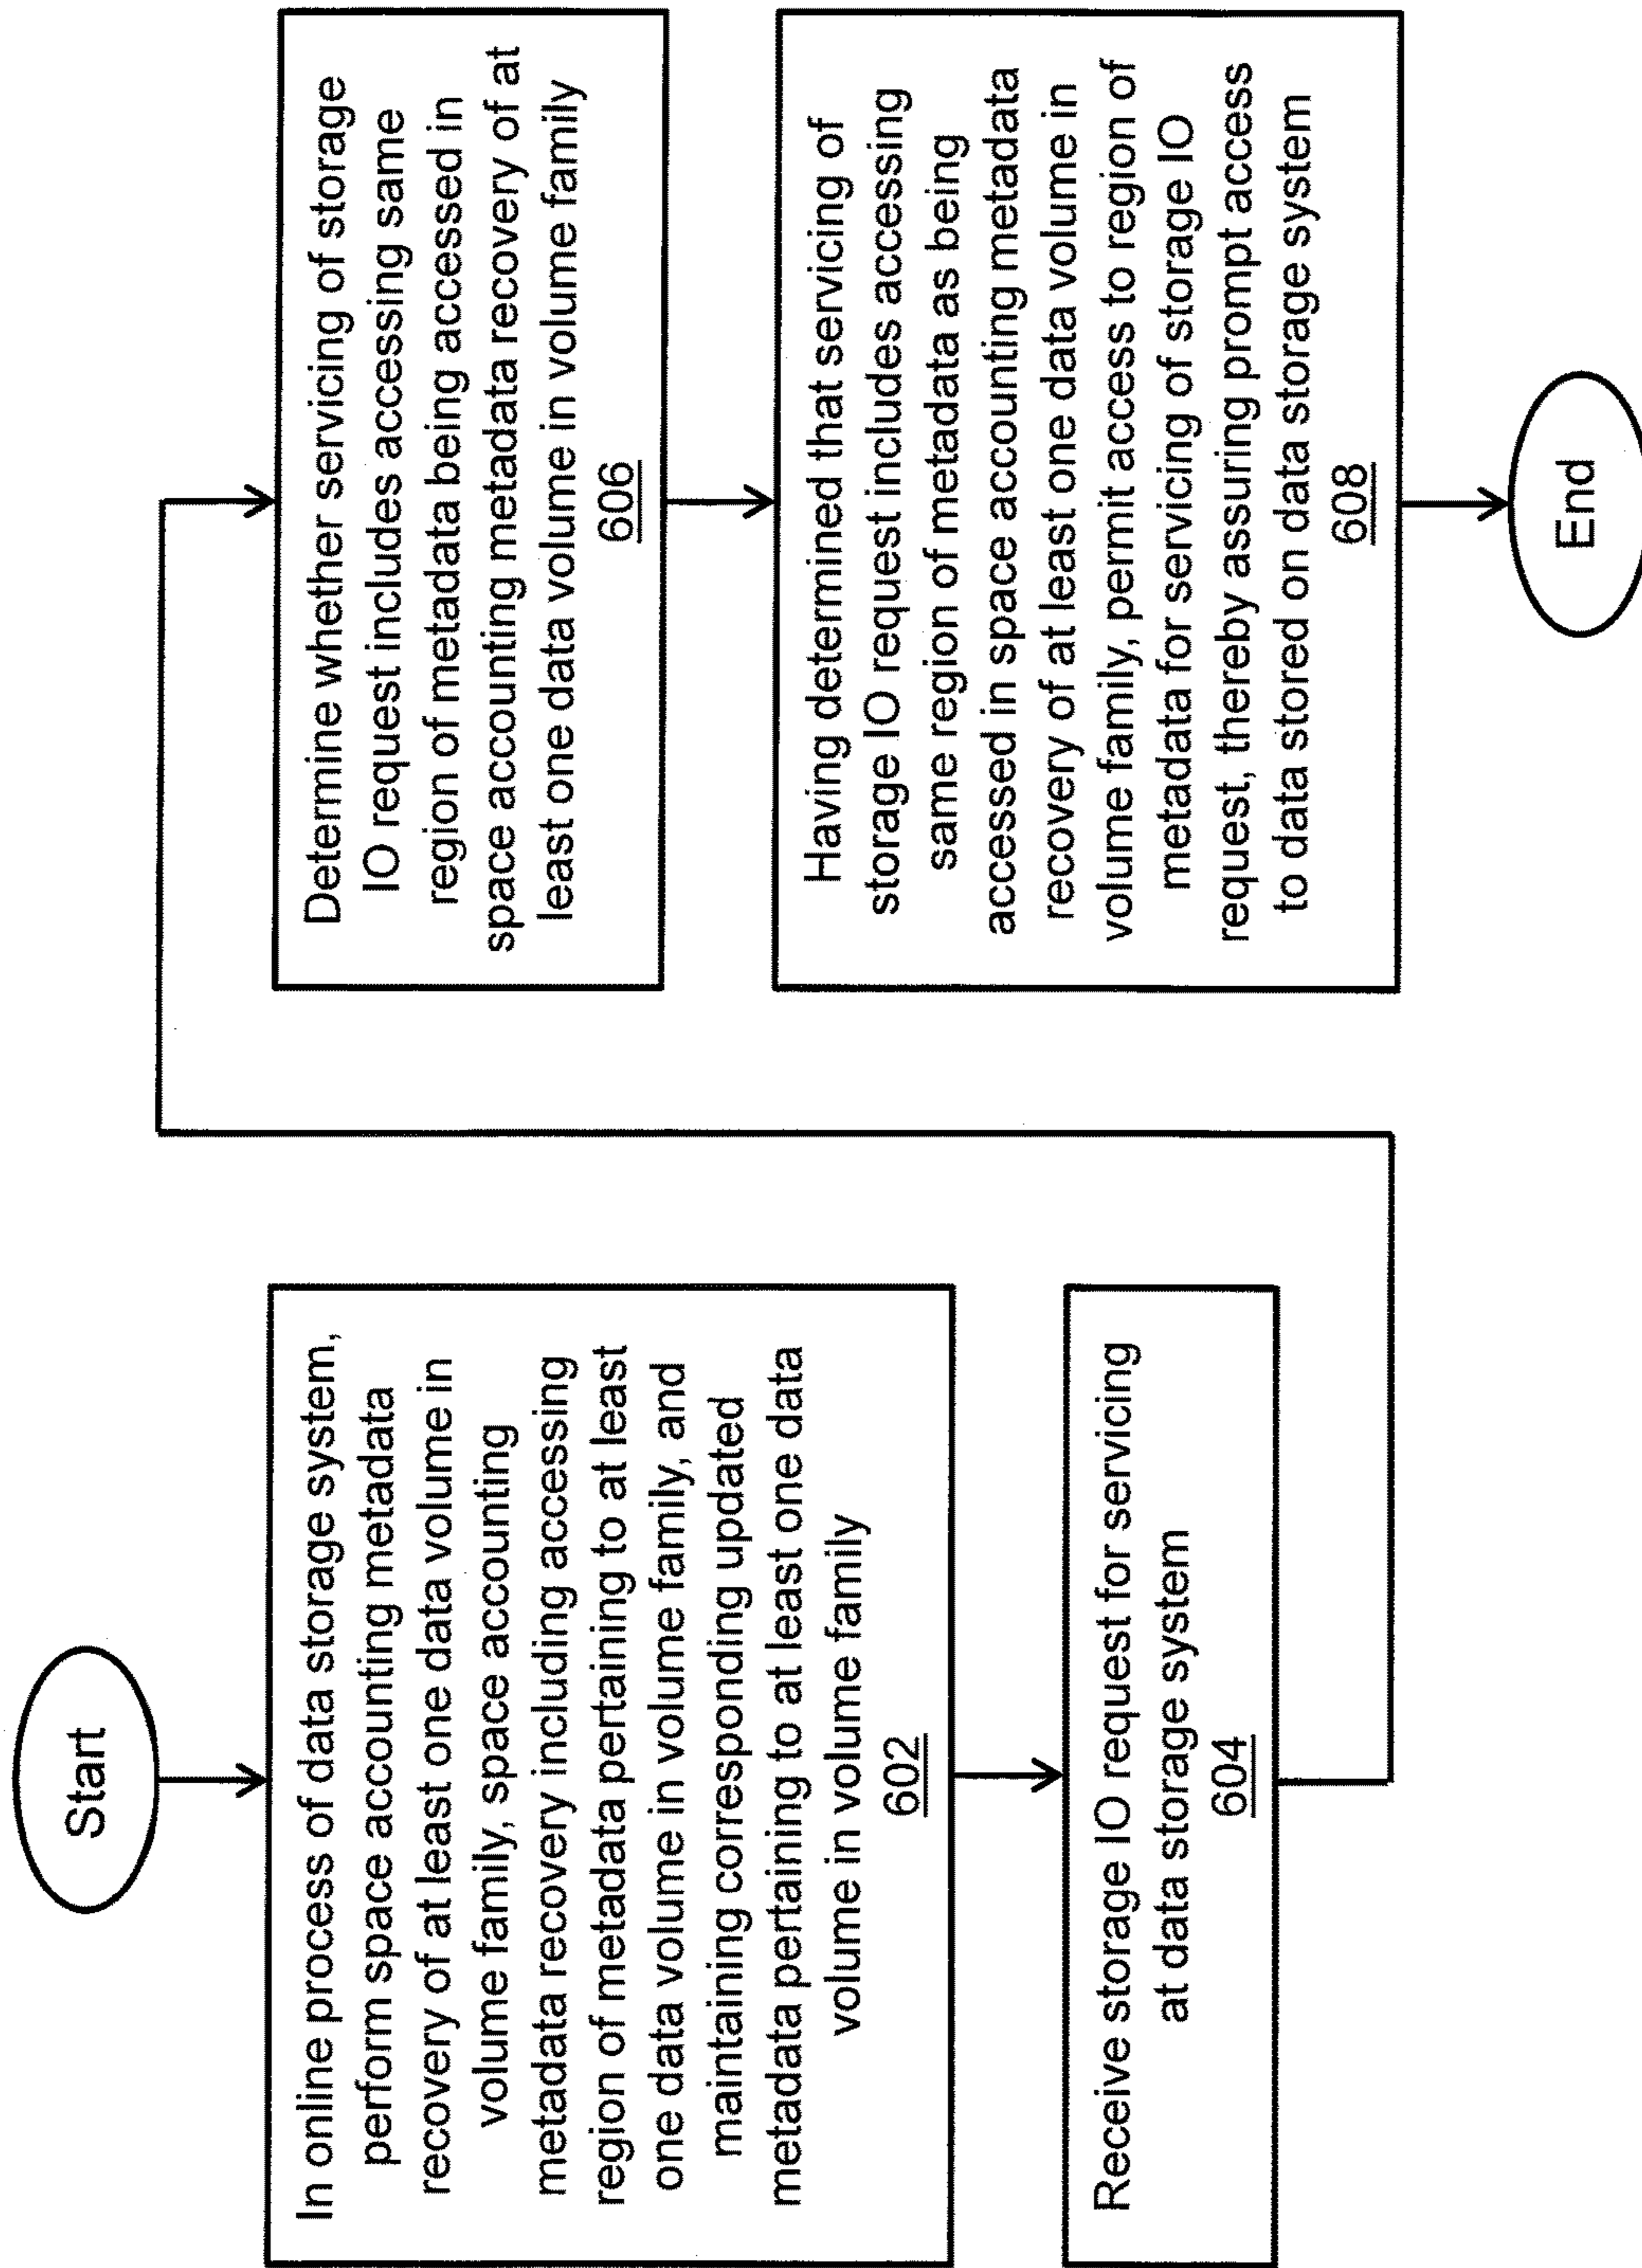 Start
In online process of data storage system,
perform space accounting metadata
recovery of at least one data volume in
volume family, space accounting
metadata recovery including accessing
region of metadata pertaining to at least
one data volume in volume family, and
maintaining corresponding updated
metadata pertaining to at least one data
volume in volume family
602
Receive storage IO request for servicing
at data storage system
604
Determine whether servicing of storage
IO request includes accessing same
region of metadata being accessed in
space accounting metadata recovery of at
least one data volume in volume family
606
Having determined that servicing of
storage IO request includes accessing
same region of metadata as being
accessed in space accounting metadata
recovery of at least one data volume in
volume family, permit access to region of
metadata for servicing of storage IO
request, thereby assuring prompt access
to data stored on data storage system
608
End